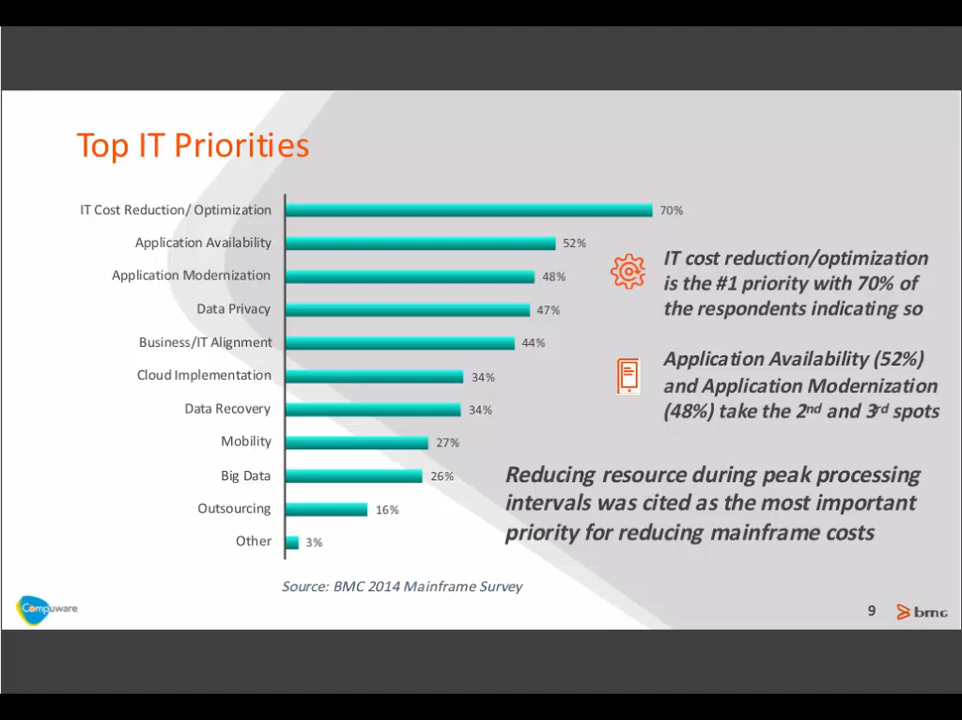 Top IT Priorities
IT Cost Reduction/ Optimization 70%
Application Availability 52%
Application Modernization 48%
Data Privacy 47%
Business/IT Alignment 44%
Cloud Implementation 34%
Data Recovery 34%
Mobility 27%
Big Data 26%
Outsourcing 16%
Other 3%
IT cost reduction/optimization
is the #1 priority with 70% of
the respondents indicating so
Application Availability (52%)
and Application Modernization
(48%) take the 2nd and 3rd spots
Reducing resource during peak processing
intervals was cited as the most important
priority for reducing mainframe costs
Source: BMC 2014 Mainframe Survey
Compuware
9
bmc